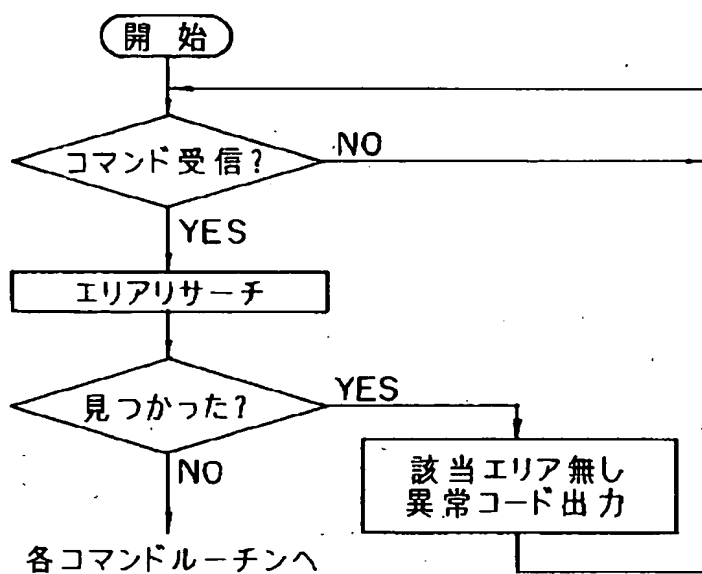 開始
コマンド受信?
NO
YES
エリアリサーチ
見つかった?
YES
NO
該当エリア無し
異常コード出力
各コマンドルーチンへ